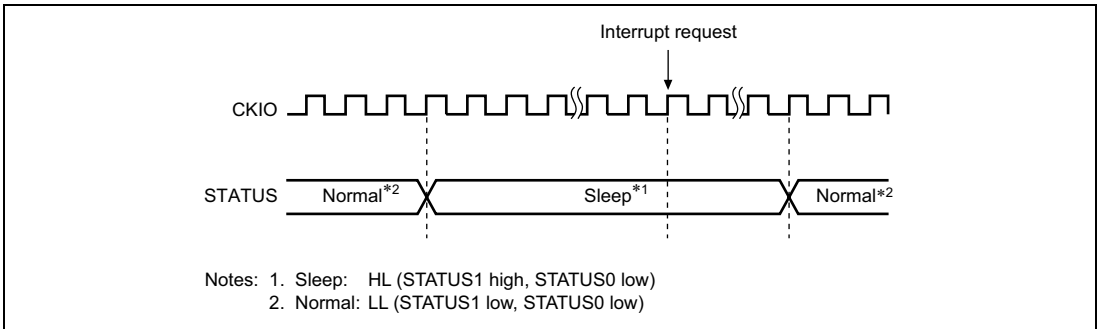 Interrupt request
CKIO
STATUS Normal*2 Sleep*1 Normal*2
Notes: 1. Sleep: HL (STATUS1 high, STATUS0 low)
2. Normal: LL (STATUS1 low, STATUS0 low)